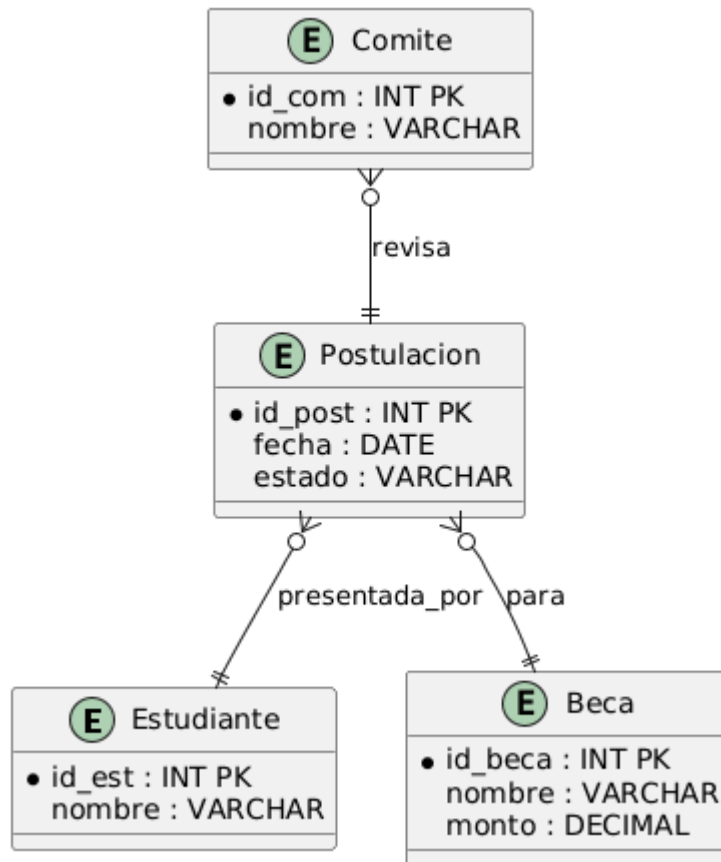 E Comite
id_com : INT PK
nombre : VARCHAR
revisa
E Postulacion
id_post : INT PK
fecha : DATE
estado : VARCHAR
presentada_por
para
E Estudiante
id_est : INT PK
nombre : VARCHAR
E Beca
id_beca : INT PK
nombre : VARCHAR
monto : DECIMAL